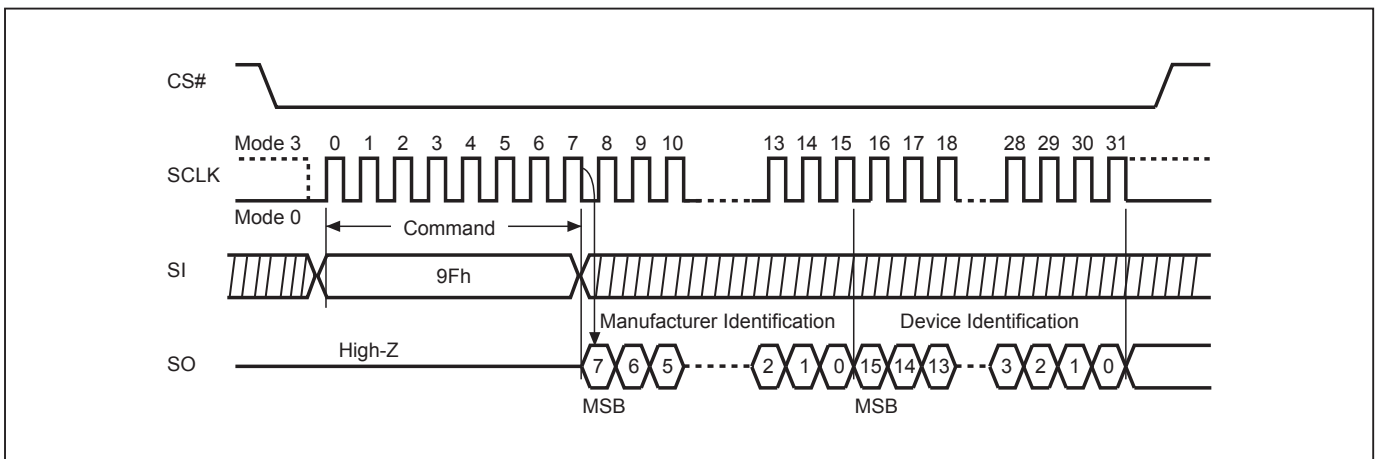 CS#
Mode 3 0 1 2 3 4 5 6 7 8 9 10 13 14 15 16 17 18 28 29 30 31
SCLK
Mode 0
Command
SI 9Fh
Manufacturer Identification Device Identification
High-Z
SO 7 6 5 2 1 0 15 14 13 3 2 1 0
MSB MSB